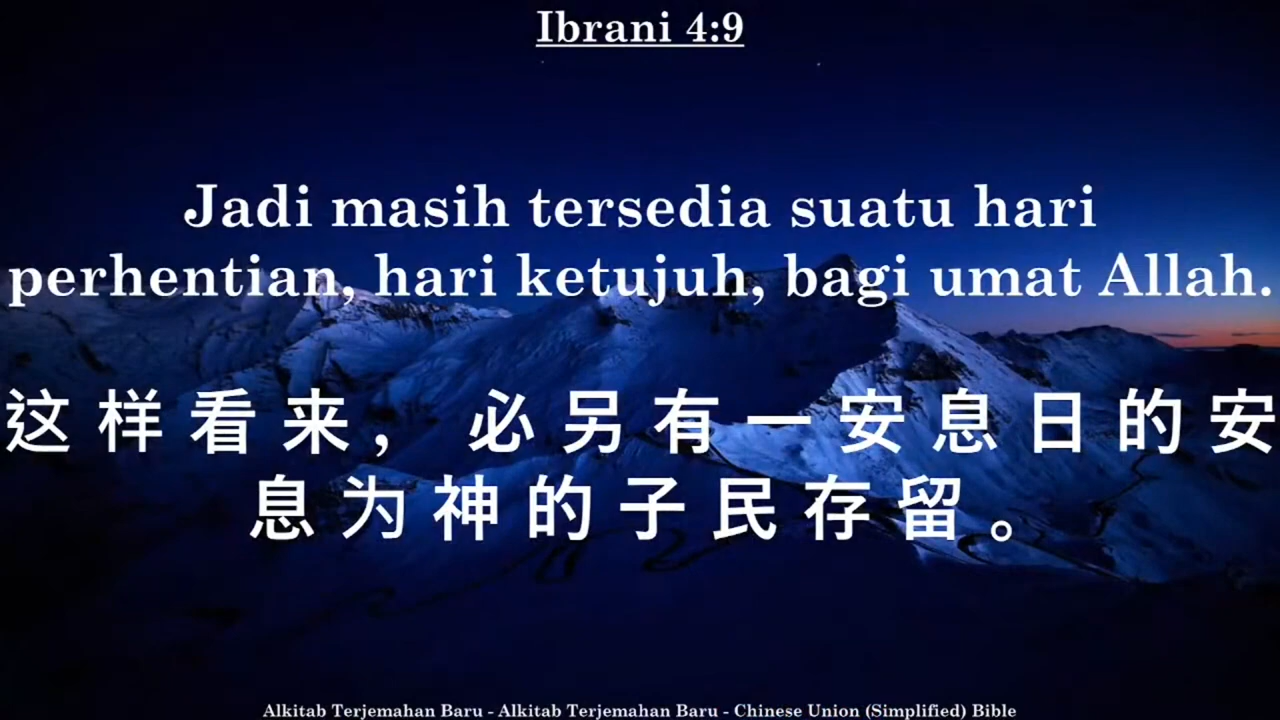 Ibrani 4:9
Jadi masih tersedia suatu hari
perhentian, hari ketujuh, bagi umat Allah.
这样看来，必另有一安息日的安
息为神的子民存留。
Alkitab Terjemahan Baru - Alkitab Terjemahan Baru - Chinese Union (Simplified) Bible